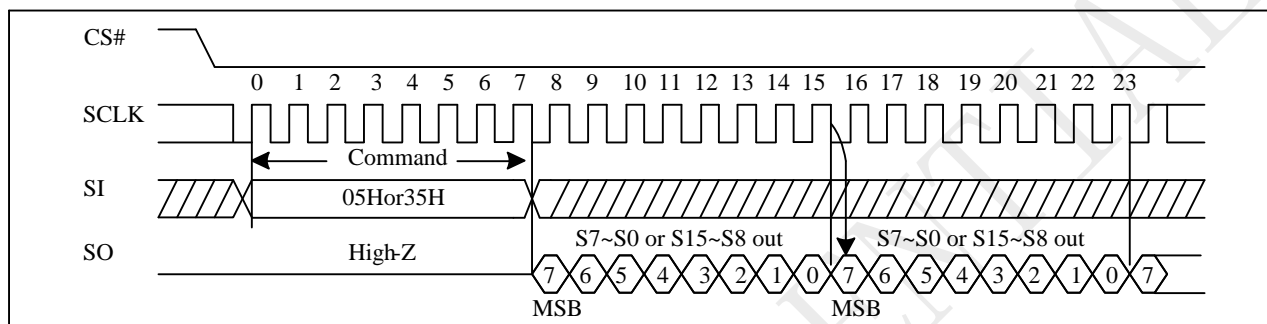 CS#
0 1 2 3 4 5 6 7 8 9 10 11 12 13 14 15 16 17 18 19 20 21 22 23
SCLK
Command
SI
05Hor35H
S7~S0 or S15~S8 out S7~S0 or S15~S8 out
SO
High-Z
7 6 5 4 3 2 1 0 7 6 5 4 3 2 1 0 7
MSB MSB
NTIAL